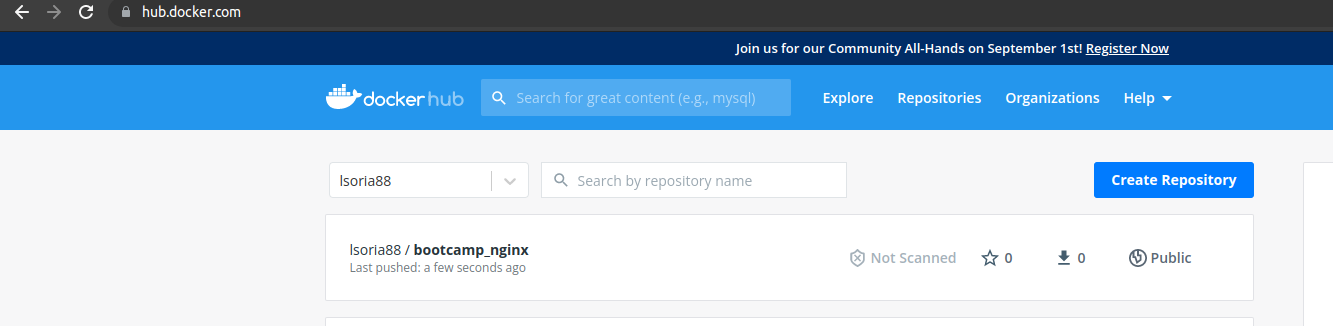 hub.docker.com
Join us for our Community All-Hands on September 1st! Register Now
docker hub
Search for great content (e.g., mysql)
Explore
Repositories
Organizations
Help
lsoria88
Search by repository name
Create Repository
lsoria88 / bootcamp_nginx
Last pushed: a few seconds ago
Not Scanned
0
0
Public